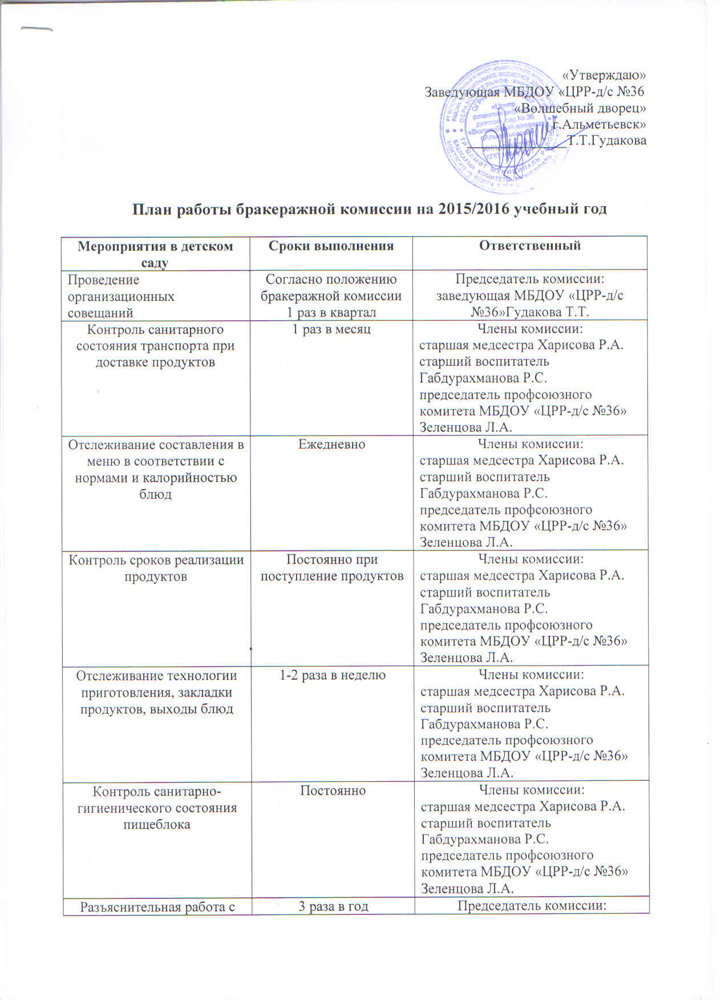 «Утверждаю»
Заведующая МБДОУ «ЦРР-д/с №36
«Волшебный дворец»
г.Альметьевск»
Т.Т.Гудакова
План работы бракеражной комиссии на 2015/2016 учебный год
Мероприятия в детском
саду
Сроки выполнения
Ответственный
Проведение
организационных
совещаний
Согласно положению
бракеражной комиссии
1 раз в квартал
Председатель комиссии:
заведующая МБДОУ «ЦРР-д/с
№36»Гудакова Т.Т.
Контроль санитарного
состояния транспорта при
доставке продуктов
1 раз в месяц
Члены комиссии:
старшая медсестра Харисова Р.А.
старший воспитатель
Габдурахманова Р.С.
председатель профсоюзного
комитета МБДОУ «ЦРР-д/с №36»
Зеленцова Л.А.
Отслеживание составления в
меню в соответствии с
нормами и калорийностью
блюд
Ежедневно
Члены комиссии:
старшая медсестра Харисова Р.А.
старший воспитатель
Габдурахманова Р.С.
председатель профсоюзного
комитета МБДОУ «ЦРР-д/с №36»
Зеленцова Л.А.
Контроль сроков реализации
продуктов
Постоянно при
поступление продуктов
Члены комиссии:
старшая медсестра Харисова Р.А.
старший воспитатель
Габдурахманова Р.С.
председатель профсоюзного
комитета МБДОУ «ЦРР-д/с №36»
Зеленцова Л.А.
Отслеживание технологии
приготовления, закладки
продуктов, выходы блюд
1-2 раза в неделю
Члены комиссии:
старшая медсестра Харисова Р.А.
старший воспитатель
Габдурахманова Р.С.
председатель профсоюзного
комитета МБДОУ «ЦРР-д/с №36»
Зеленцова Л.А.
Контроль санитарно-
гигиенического состояния
пищеблока
Постоянно
Члены комиссии:
старшая медсестра Харисова Р.А.
старший воспитатель
Габдурахманова Р.С.
председатель профсоюзного
комитета МБДОУ «ЦРР-д/с №36»
Зеленцова Л.А.
Разъяснительная работа с
3 раза в год
Председатель комиссии: